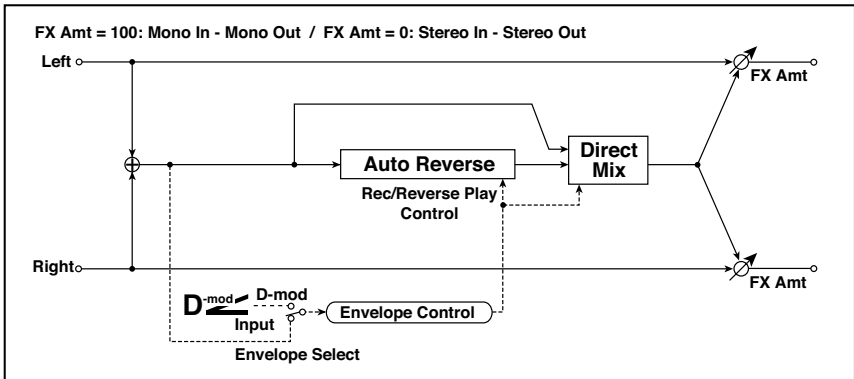 FX Amt = 100: Mono In - Mono Out / FX Amt = 0: Stereo In - Stereo Out
Left
FX Amt
Auto Reverse
Direct
Mix
Rec/Reverse Play
Control
Right
FX Amt
D-mod
D-mod
Input
Envelope Control
Envelope Select